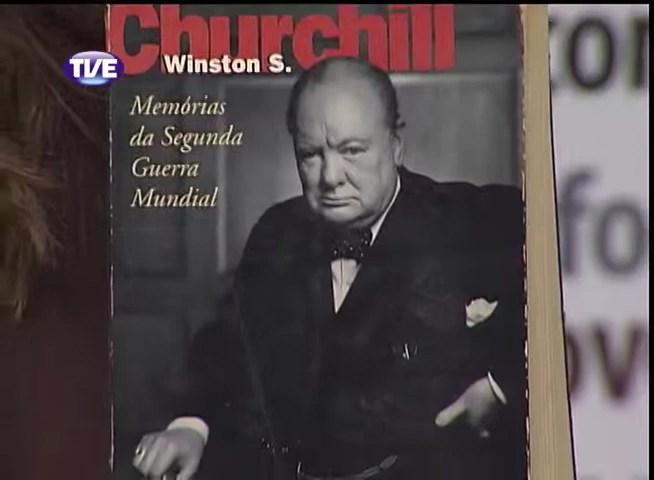 Churchill
Winston S.
TVE
Memórias
da Segunda
Guerra
Mundial